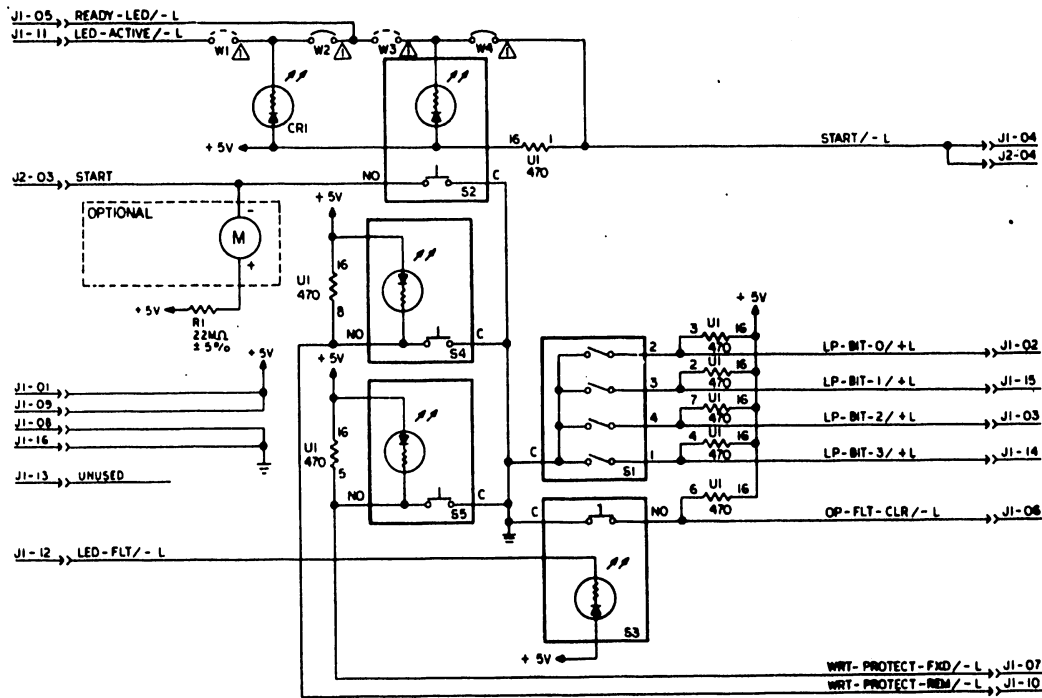 J1-05 READY-LED/-L
J1-11 LED-ACTIVE/-L
W1 W2 W3 W4
CR1
+ 5V
16 1
U1
470
START/-L
J1-04
J2-04
J2-03 START
NO C
S2
OPTIONAL
-
M
+
+ 5V
R1
22MΩ
± 5%
+ 5V
16
U1
470
8
NO C
S4
+ 5V
J1-01
J1-09
J1-08
J1-16
J1-13 UNUSED
+ 5V
16
U1
470
5
NO C
S5
+ 5V
3 U1 16
470
2 LP-BIT-0/+L J1-02
2 U1 16
470
3 LP-BIT-1/+L J1-15
7 U1 16
470
4 LP-BIT-2/+L J1-03
4 U1 16
470
1 LP-BIT-3/+L J1-14
C
S1
6 U1 16
470
C NO
OP-FLT-CLR/-L J1-06
J1-12 LED-FLT/-L
S3
+ 5V
WRT-PROTECT-FXD/-L J1-07
WRT-PROTECT-REM/-L J1-10